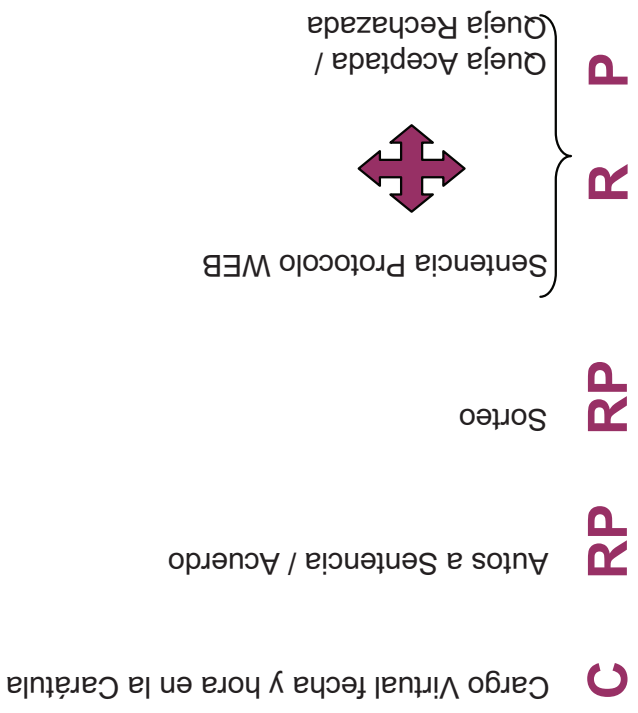 C Cargo Virtual fecha y hora en la Carátula
RP Autos a Sentencia / Acuerdo
RP Sorteo
R P
Sentencia Protocolo WEB
Queja Aceptada /
Queja Rechazada